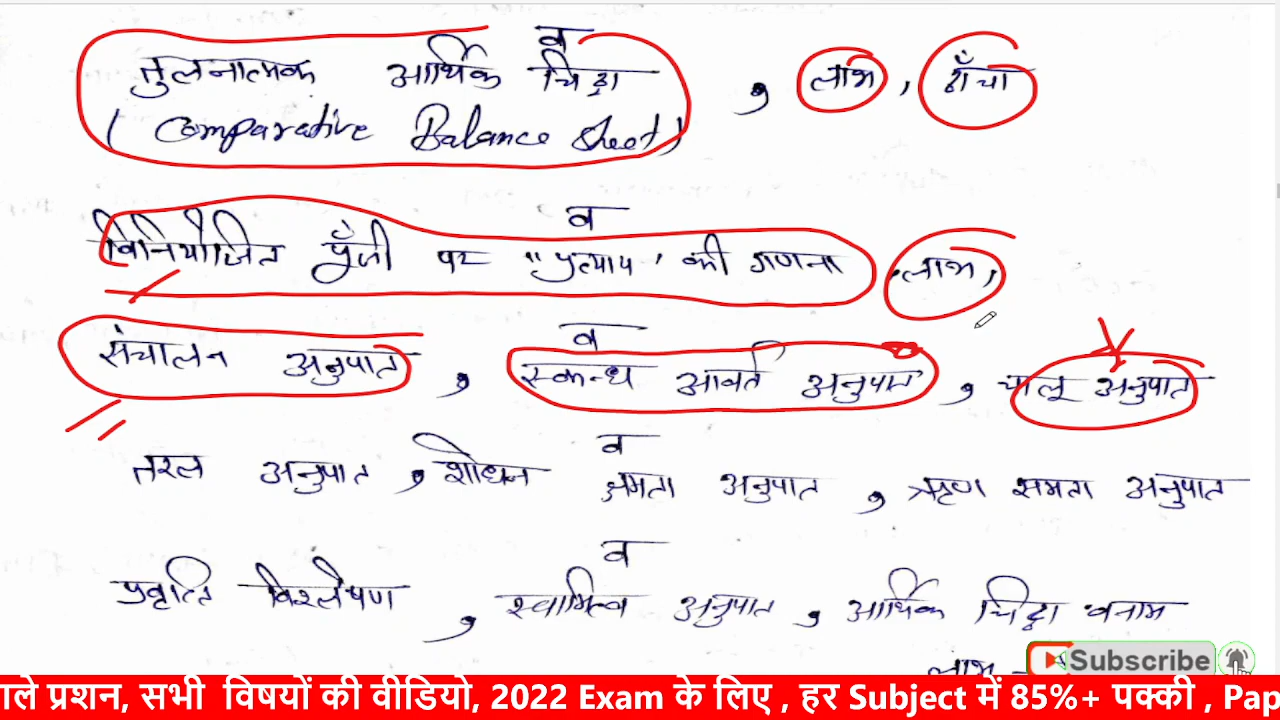 व
तुलनात्मक आर्थिक चिट्ठा , लाभ , ढाँचा
( Comparative Balance Sheet )
व
विनियोजित पूँजी पर "प्रत्याय" की गणना , लाभ,
व
संचालन अनुपात , स्कन्ध आवर्त अनुपात , चालू अनुपात
व
तरल अनुपात , शोधन क्षमता अनुपात , ऋण क्षमता अनुपात
व
प्रवृत्ति विश्लेषण , स्वामित्व अनुपात , आर्थिक चिट्ठा बनाम
लाभ -
Subscribe
ाले प्रशन, सभी विषयों की वीडियो, 2022 Exam के लिए , हर Subject में 85%+ पक्की , Pap